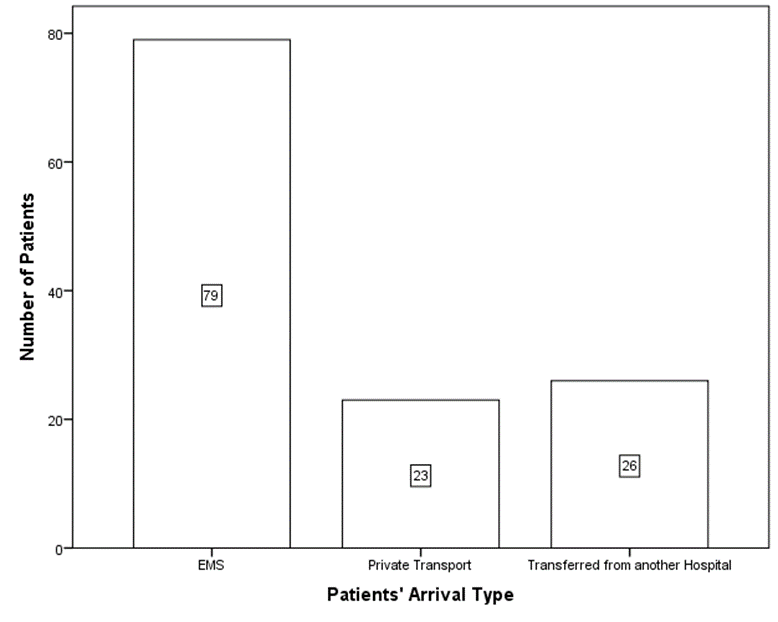 Number of Patients
80
60
40
20
0
79
23
26
EMS
Private Transport
Transferred from another Hospital
Patients' Arrival Type